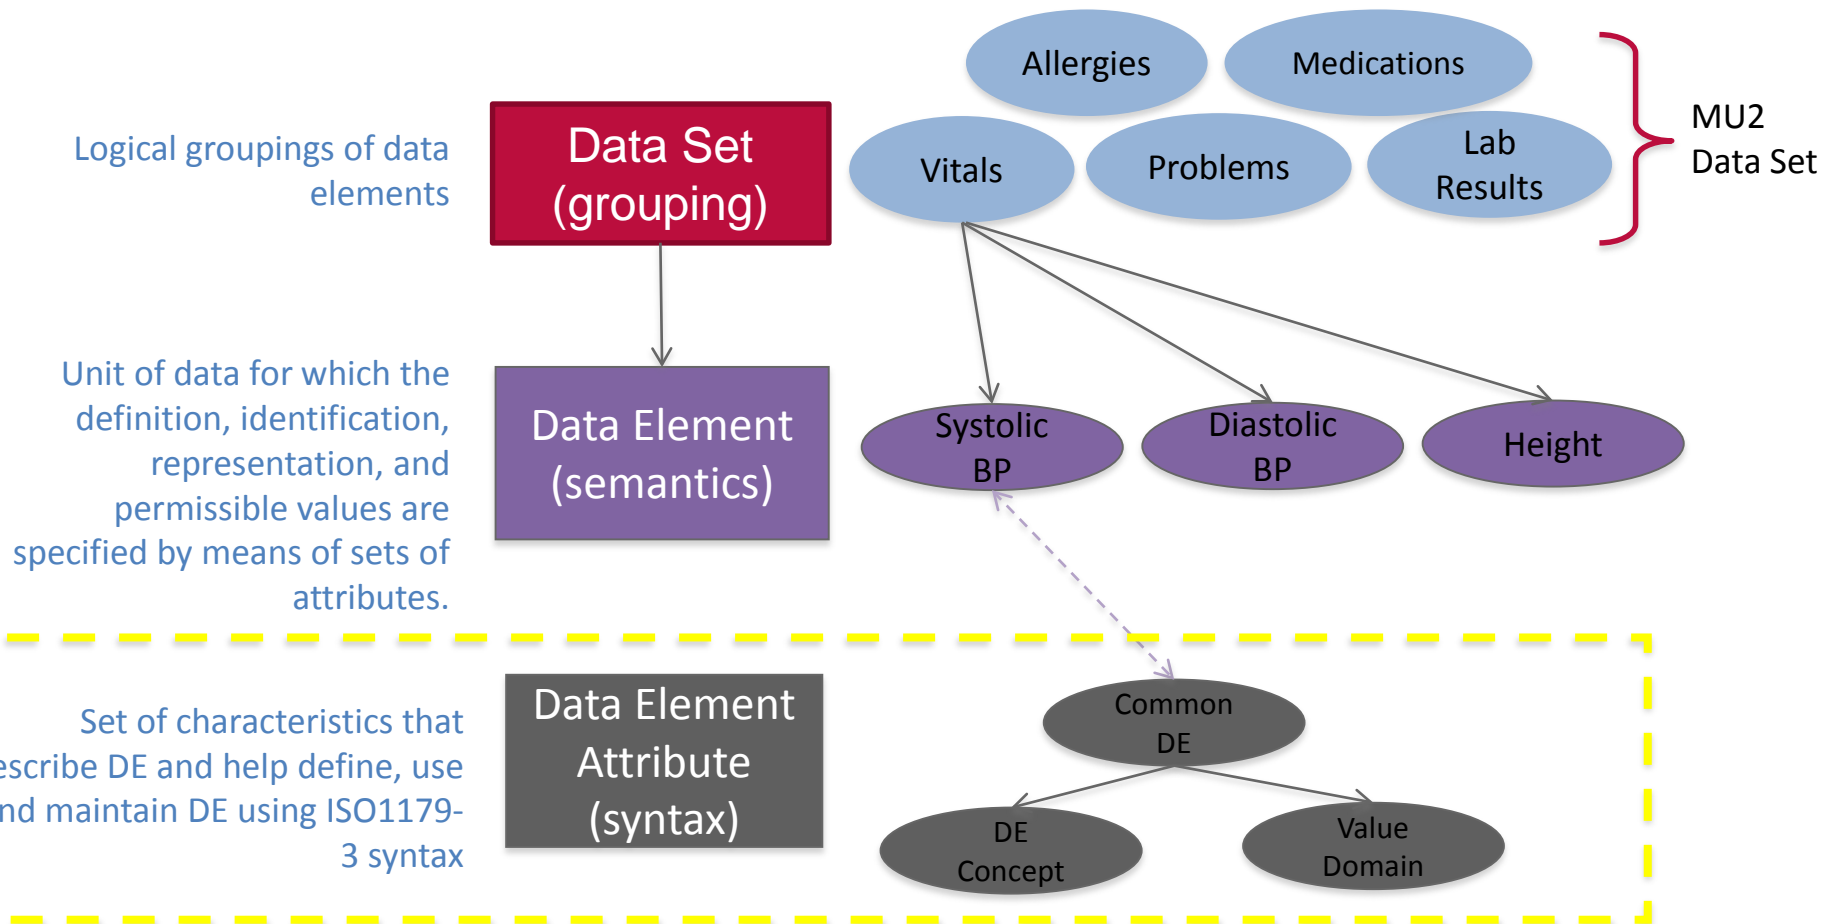 Allergies
Medications
MU2
Data Set
Logical groupings of data
elements
Data Set
(grouping)
Vitals
Problems
Lab
Results
Unit of data for which the
definition, identification,
representation, and
permissible values are
specified by means of sets of
attributes.
Data Element
(semantics)
Systolic
BP
Diastolic
BP
Height
Set of characteristics that
escribe DE and help define, use
nd maintain DE using ISO1179-
3 syntax
Data Element
Attribute
(syntax)
Common
DE
DE
Concept
Value
Domain